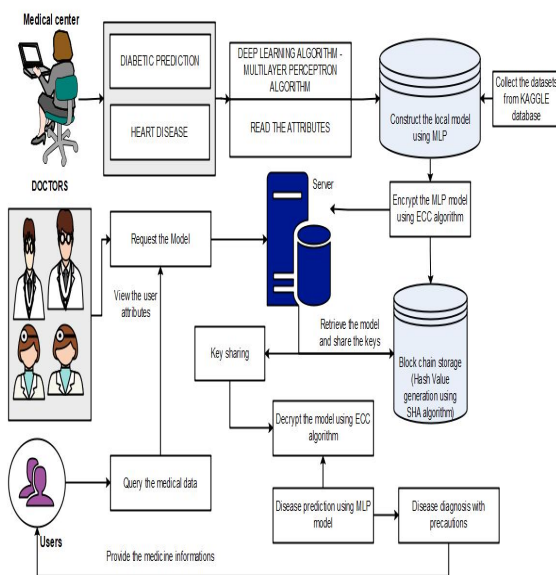 Medical center
DIABETIC PREDICTION
HEART DISEASE
DEEP LEARNING ALGORITHM -
MULTILAYER PERCEPTRON
ALGORITHM
READ THE ATTRIBUTES
Construct the local model
using MLP
Collect the datasets
from KAGGLE
database
DOCTORS
Request the Model
Server
Encrypt the MLP model
using ECC algorithm
View the user
attributes
Retrieve the model
and share the keys
Key sharing
Block chain storage
(Hash Value
generation using
SHA algorithm)
Decrypt the model using ECC
algorithm
Query the medical data
Disease prediction using MLP
model
Disease diagnosis with
precautions
Users
Provide the medicine informations